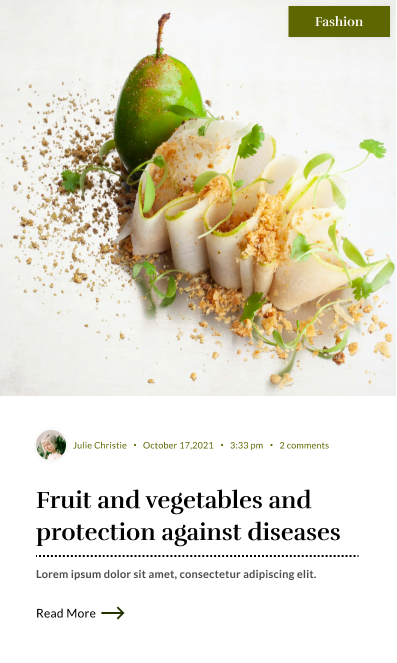 Fashion
Julie Christie • October 17,2021 • 3:33 pm • 2 comments
Fruit and vegetables and
protection against diseases
Lorem ipsum dolor sit amet, consectetur adipiscing elit.
Read More